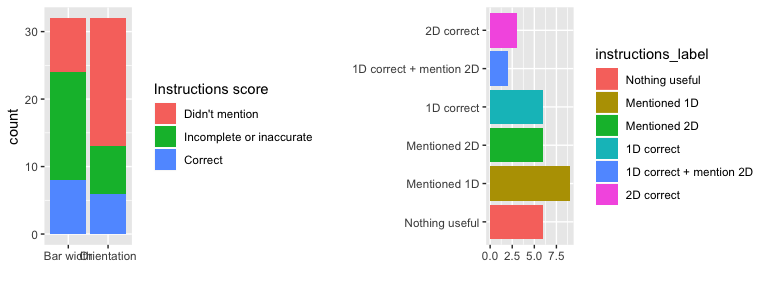 30
20
10
0
count
Bar width
Orientation
Instructions score
Didn't mention
Incomplete or inaccurate
Correct
2D correct
1D correct + mention 2D
1D correct
Mentioned 2D
Mentioned 1D
Nothing useful
0.0 2.5 5.0 7.5
instructions_label
Nothing useful
Mentioned 1D
Mentioned 2D
1D correct
1D correct + mention 2D
2D correct